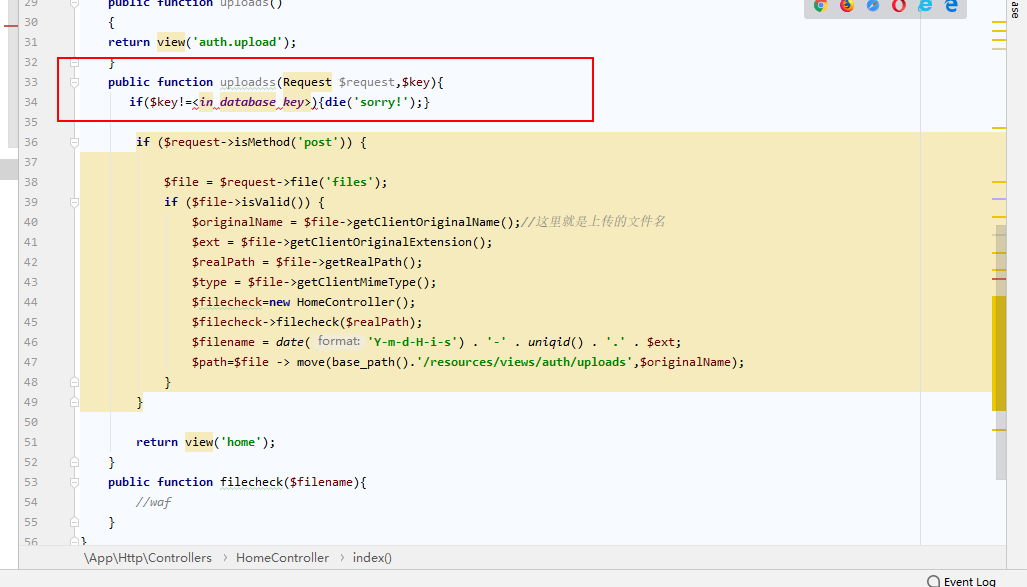 29 public function uploads()
30 {
31 return view('auth.upload');
32 }
33 public function uploadss(Request $request,$key){
34 if($key!=<in_database_key>){die('sorry!');}
35
36 if ($request->isMethod('post')) {
37
38 $file = $request->file('files');
39 if ($file->isValid()) {
40 $originalName = $file->getClientOriginalName();//这里就是上传的文件名
41 $ext = $file->getClientOriginalExtension();
42 $realPath = $file->getRealPath();
43 $type = $file->getClientMimeType();
44 $filecheck=new HomeController();
45 $filecheck->filecheck($realPath);
46 $filename = date( format: 'Y-m-d-H-i-s') . '-' . uniqid() . '.' . $ext;
47 $path=$file -> move(base_path().'/resources/views/auth/uploads',$originalName);
48 }
49 }
50
51 return view('home');
52 }
53 public function filecheck($filename){
54 //waf
55 }
56 }
\App\Http\Controllers › HomeController › index()
Event Log